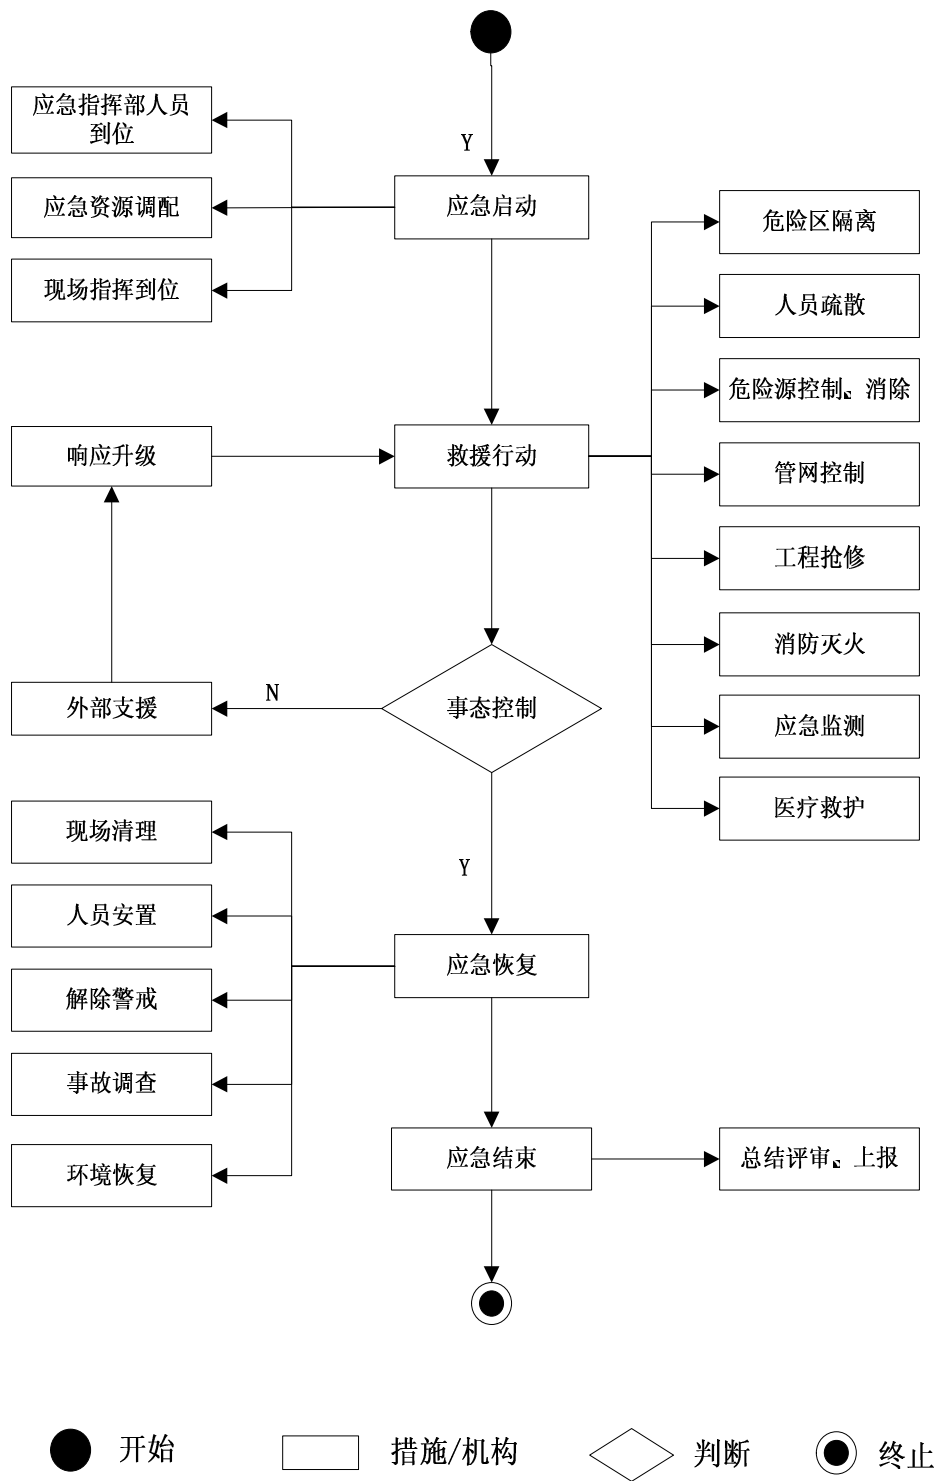 应急指挥部人员
到位
Y
应急启动
应急资源调配
现场指挥到位
危险区隔离
人员疏散
危险源控制、消除
响应升级
救援行动
管网控制
工程抢修
消防灭火
外部支援
N
事态控制
应急监测
医疗救护
现场清理
Y
人员安置
应急恢复
解除警戒
事故调查
环境恢复
应急结束
总结评审、上报
开始
措施/机构
判断
终止